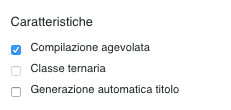 Caratteristiche
Compilazione agevolata
Classe ternaria
Generazione automatica titolo